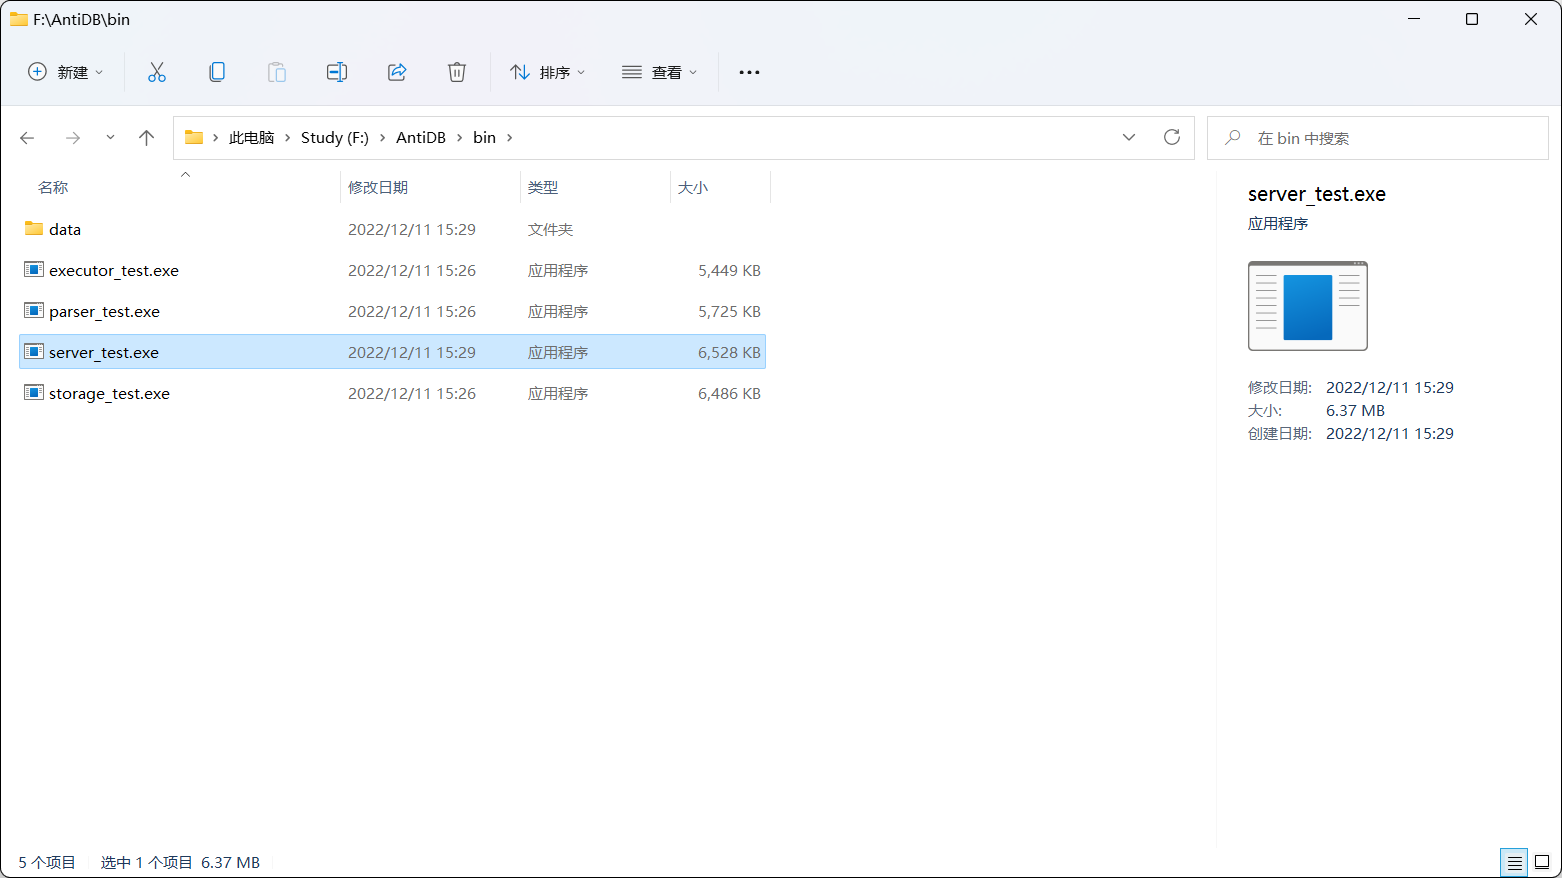 F:\AntiDB\bin
新建
排序
查看
此电脑 Study (F:) AntiDB bin
在 bin 中搜索
名称 修改日期 类型 大小
data 2022/12/11 15:29 文件夹
executor_test.exe 2022/12/11 15:26 应用程序 5,449 KB
parser_test.exe 2022/12/11 15:26 应用程序 5,725 KB
server_test.exe 2022/12/11 15:29 应用程序 6,528 KB
storage_test.exe 2022/12/11 15:26 应用程序 6,486 KB
server_test.exe
应用程序
修改日期: 2022/12/11 15:29
大小: 6.37 MB
创建日期: 2022/12/11 15:29
5 个项目 选中 1 个项目 6.37 MB